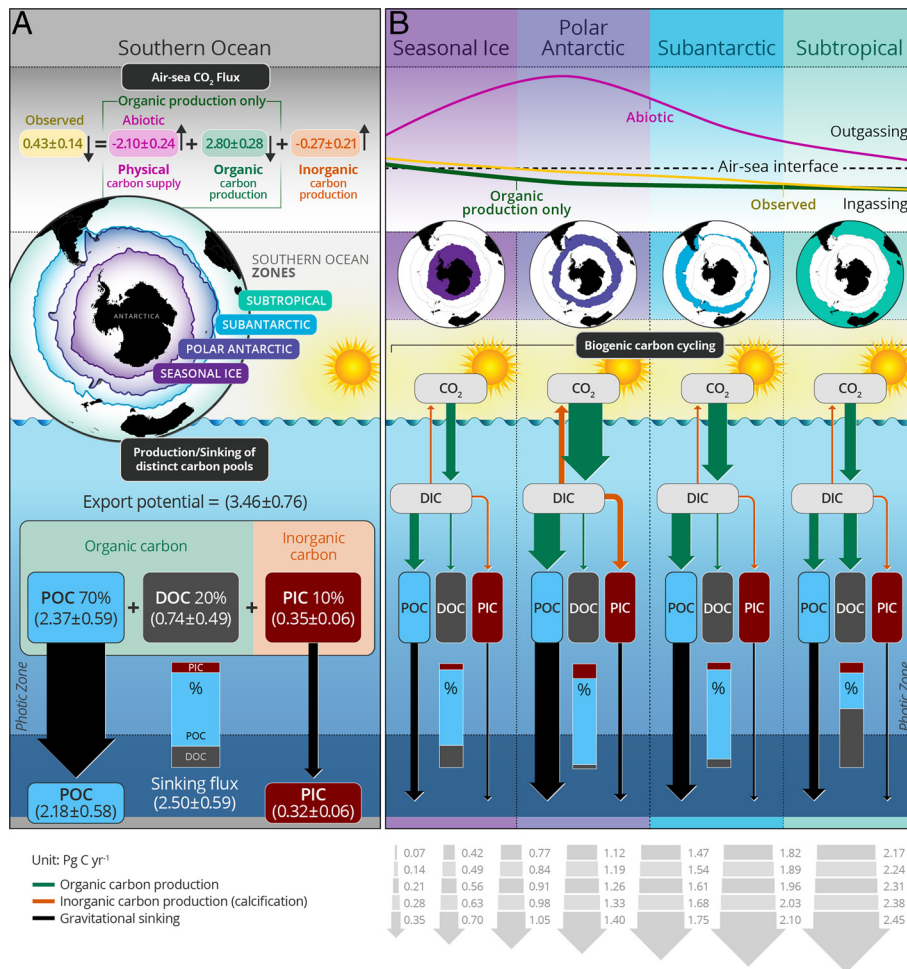 A
Southern Ocean
Air-sea CO2 Flux
Organic production only
Observed
Abiotic
0.43±0.14
=
-2.10±0.24
+
2.80±0.28
+
-0.27±0.21
Physical
carbon supply
Organic
carbon
production
Inorganic
carbon
production
SOUTHERN OCEAN
ZONES
SUBTROPICAL
SUBANTARCTIC
POLAR ANTARCTIC
SEASONAL ICE
ANTARCTICA
Production/Sinking of
distinct carbon pools
Export potential = (3.46±0.76)
Organic carbon
Inorganic
carbon
POC 70%
(2.37±0.59)
+
DOC 20%
(0.74±0.49)
+
PIC 10%
(0.35±0.06)
Photic Zone
PIC
%
POC
DOC
Sinking flux
(2.50±0.59)
POC
(2.18±0.58)
PIC
(0.32±0.06)
B
Seasonal Ice
Polar
Antarctic
Subantarctic
Subtropical
Abiotic
Outgassing
Air-sea interface
Organic
production only
Observed
Ingassing
Biogenic carbon cycling
CO2
CO2
CO2
CO2
DIC
DIC
DIC
DIC
POC
DOC
PIC
POC
DOC
PIC
POC
DOC
PIC
POC
DOC
PIC
%
%
%
%
Photic Zone
Unit: Pg C yr-1
Organic carbon production
Inorganic carbon production (calcification)
Gravitational sinking
0.07 0.42 0.77 1.12 1.47 1.82 2.17
0.14 0.49 0.84 1.19 1.54 1.89 2.24
0.21 0.56 0.91 1.26 1.61 1.96 2.31
0.28 0.63 0.98 1.33 1.68 2.03 2.38
0.35 0.70 1.05 1.40 1.75 2.10 2.45